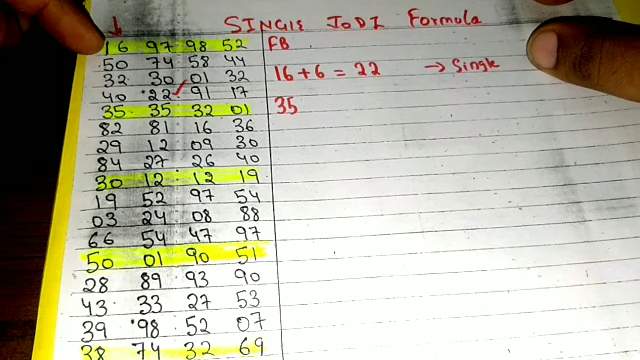 SINGLE JODI Formula
16 97 98 52 FB
50 74 58 44
32 30 01 32 16 + 6 = 22 → Single
40 22 91 17
35 35 32 01 35
82 81 16 36
29 12 09 30
84 27 26 40
30 12 12 19
19 52 97 54
03 24 08 88
66 54 47 97
50 01 90 51
28 89 93 90
43 33 27 53
39 98 52 07
38 74 32 69